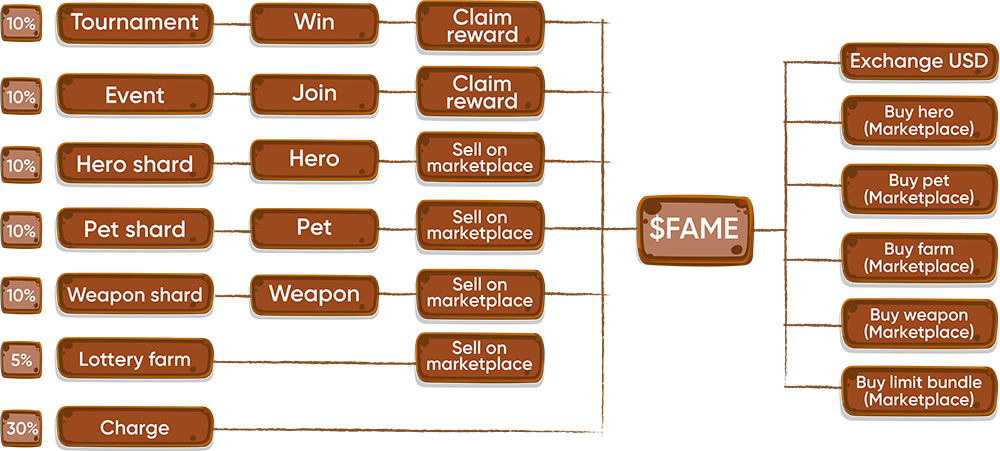 10% Tournament Win Claim
reward
10% Event Join Claim
reward
10% Hero shard Hero Sell on
marketplace
10% Pet shard Pet Sell on
marketplace
10% Weapon shard Weapon Sell on
marketplace
5% Lottery farm Sell on
marketplace
30% Charge
$FAME
Exchange USD
Buy hero
(Marketplace)
Buy pet
(Marketplace)
Buy farm
(Marketplace)
Buy weapon
(Marketplace)
Buy limit bundle
(Marketplace)